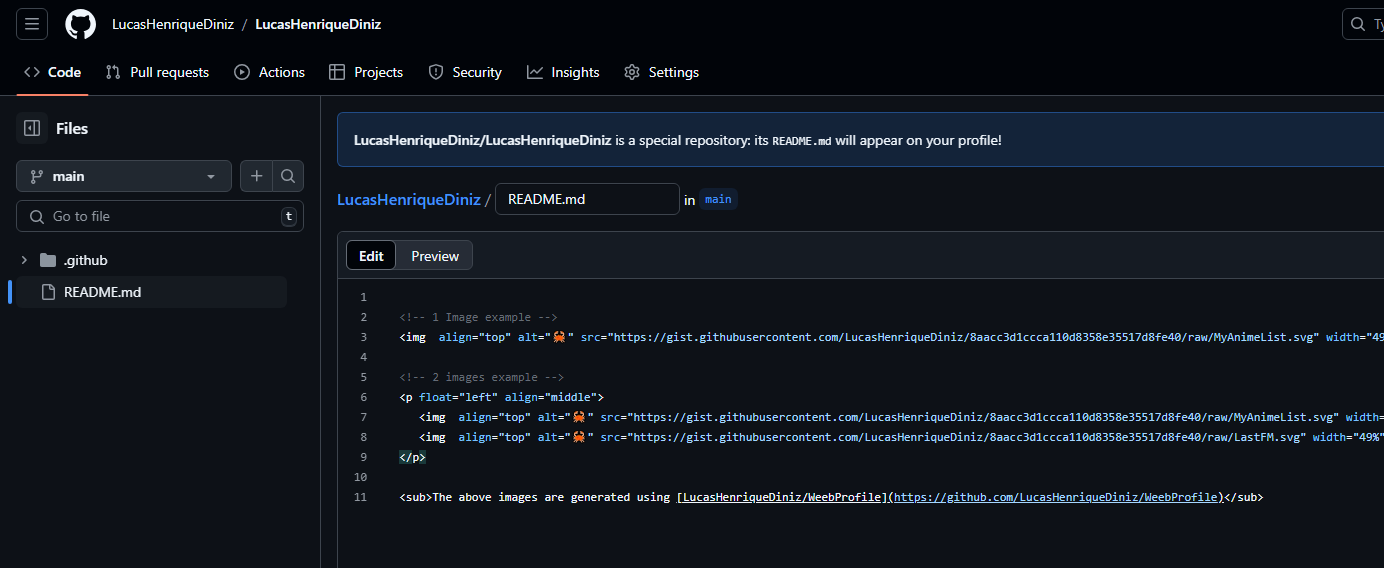 LucasHenriqueDiniz / LucasHenriqueDiniz
Code Pull requests Actions Projects Security Insights Settings
Files
main
Go to file t
.github
README.md
LucasHenriqueDiniz/LucasHenriqueDiniz is a special repository: its README.md will appear on your profile!
LucasHenriqueDiniz / README.md in main
Edit Preview
1
2 <!-- 1 Image example -->
3 <img  align="top" alt="🦀" src="https://gist.githubusercontent.com/LucasHenriqueDiniz/8aacc3d1ccca110d8358e35517d8fe40/raw/MyAnimeList.svg" width="49
4
5 <!-- 2 images example -->
6 <p float="left" align="middle">
7 <img  align="top" alt="🦀" src="https://gist.githubusercontent.com/LucasHenriqueDiniz/8aacc3d1ccca110d8358e35517d8fe40/raw/MyAnimeList.svg" width=
8 <img  align="top" alt="🦀" src="https://gist.githubusercontent.com/LucasHenriqueDiniz/8aacc3d1ccca110d8358e35517d8fe40/raw/LastFM.svg" width="49%"
9 </p>
10
11 <sub>The above images are generated using [LucasHenriqueDiniz/WeebProfile](https://github.com/LucasHenriqueDiniz/WeebProfile)</sub>